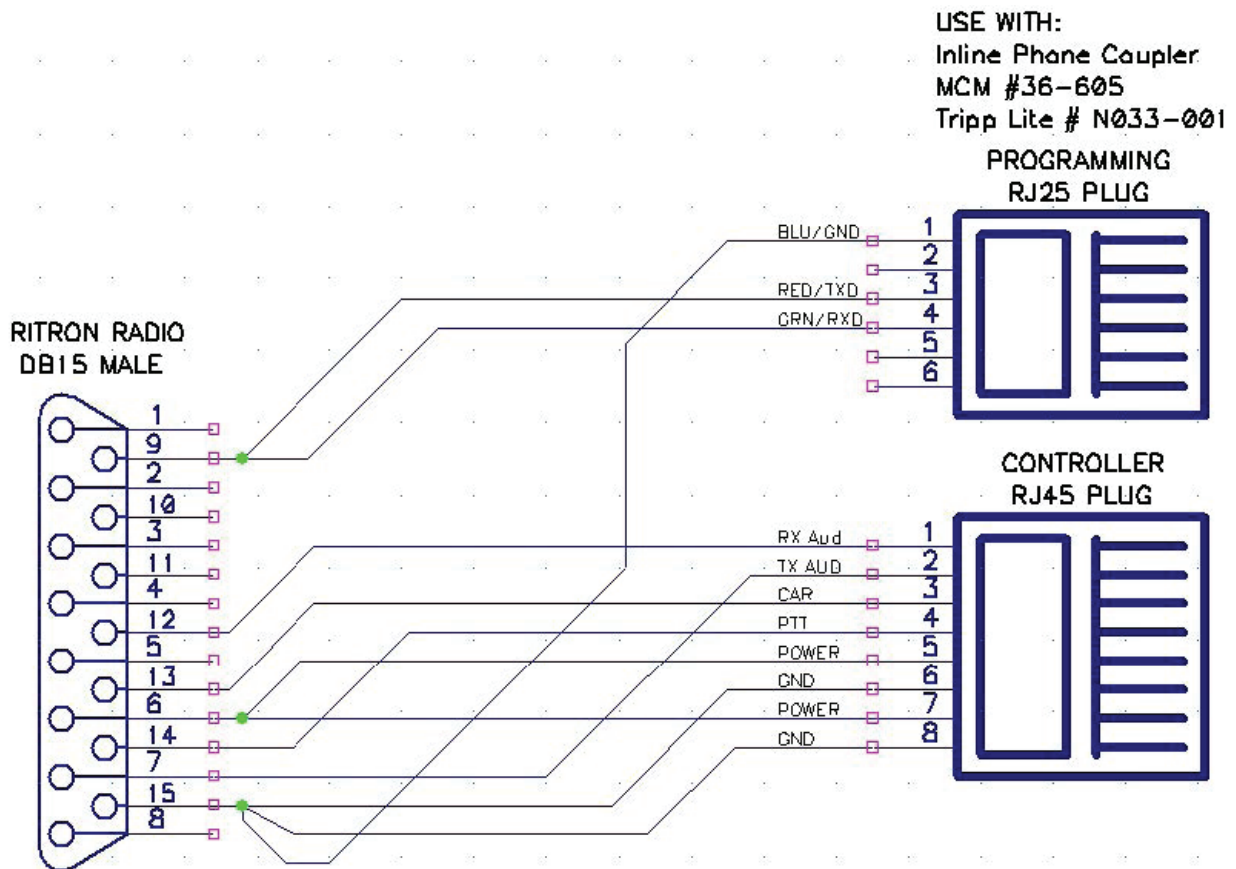 USE WITH:
Inline Phone Coupler
MCM #36-605
Tripp Lite # N033-001
PROGRAMMING
RJ25 PLUG
BLU/GND 1
2
RED/TXD 3
GRN/RXD 4
5
6
RITRON RADIO
DB15 MALE
1
9
2
10
3
11
4
12
5
13
6
14
7
15
8
CONTROLLER
RJ45 PLUG
RX Aud 1
TX AUD 2
CAR 3
PTT 4
POWER 5
GND 6
POWER 7
GND 8